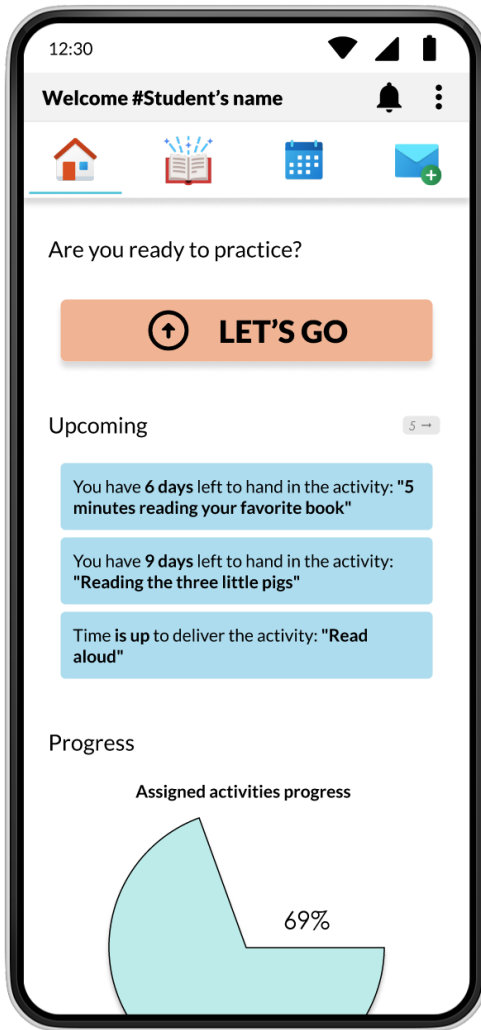 12:30
Welcome #Student's name
Are you ready to practice?
LET'S GO
Upcoming
5 →
You have 6 days left to hand in the activity: "5
minutes reading your favorite book"
You have 9 days left to hand in the activity:
"Reading the three little pigs"
Time is up to deliver the activity: "Read
aloud"
Progress
Assigned activities progress
69%